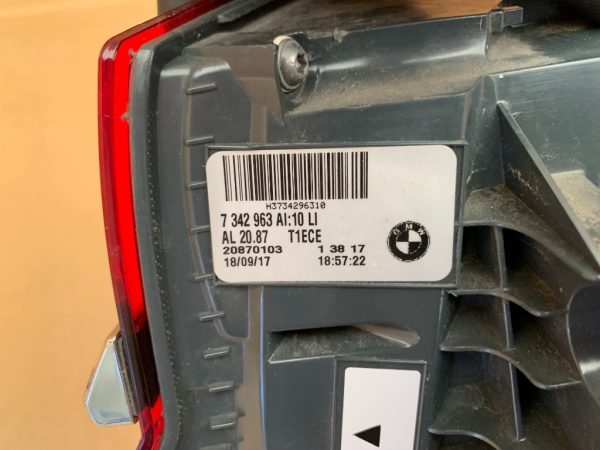 H3734296310
7 342 963 AI:10 LI
AL 20.87 T1ECE
20870103 1 38 17
18/09/17 18:57:22
BMW